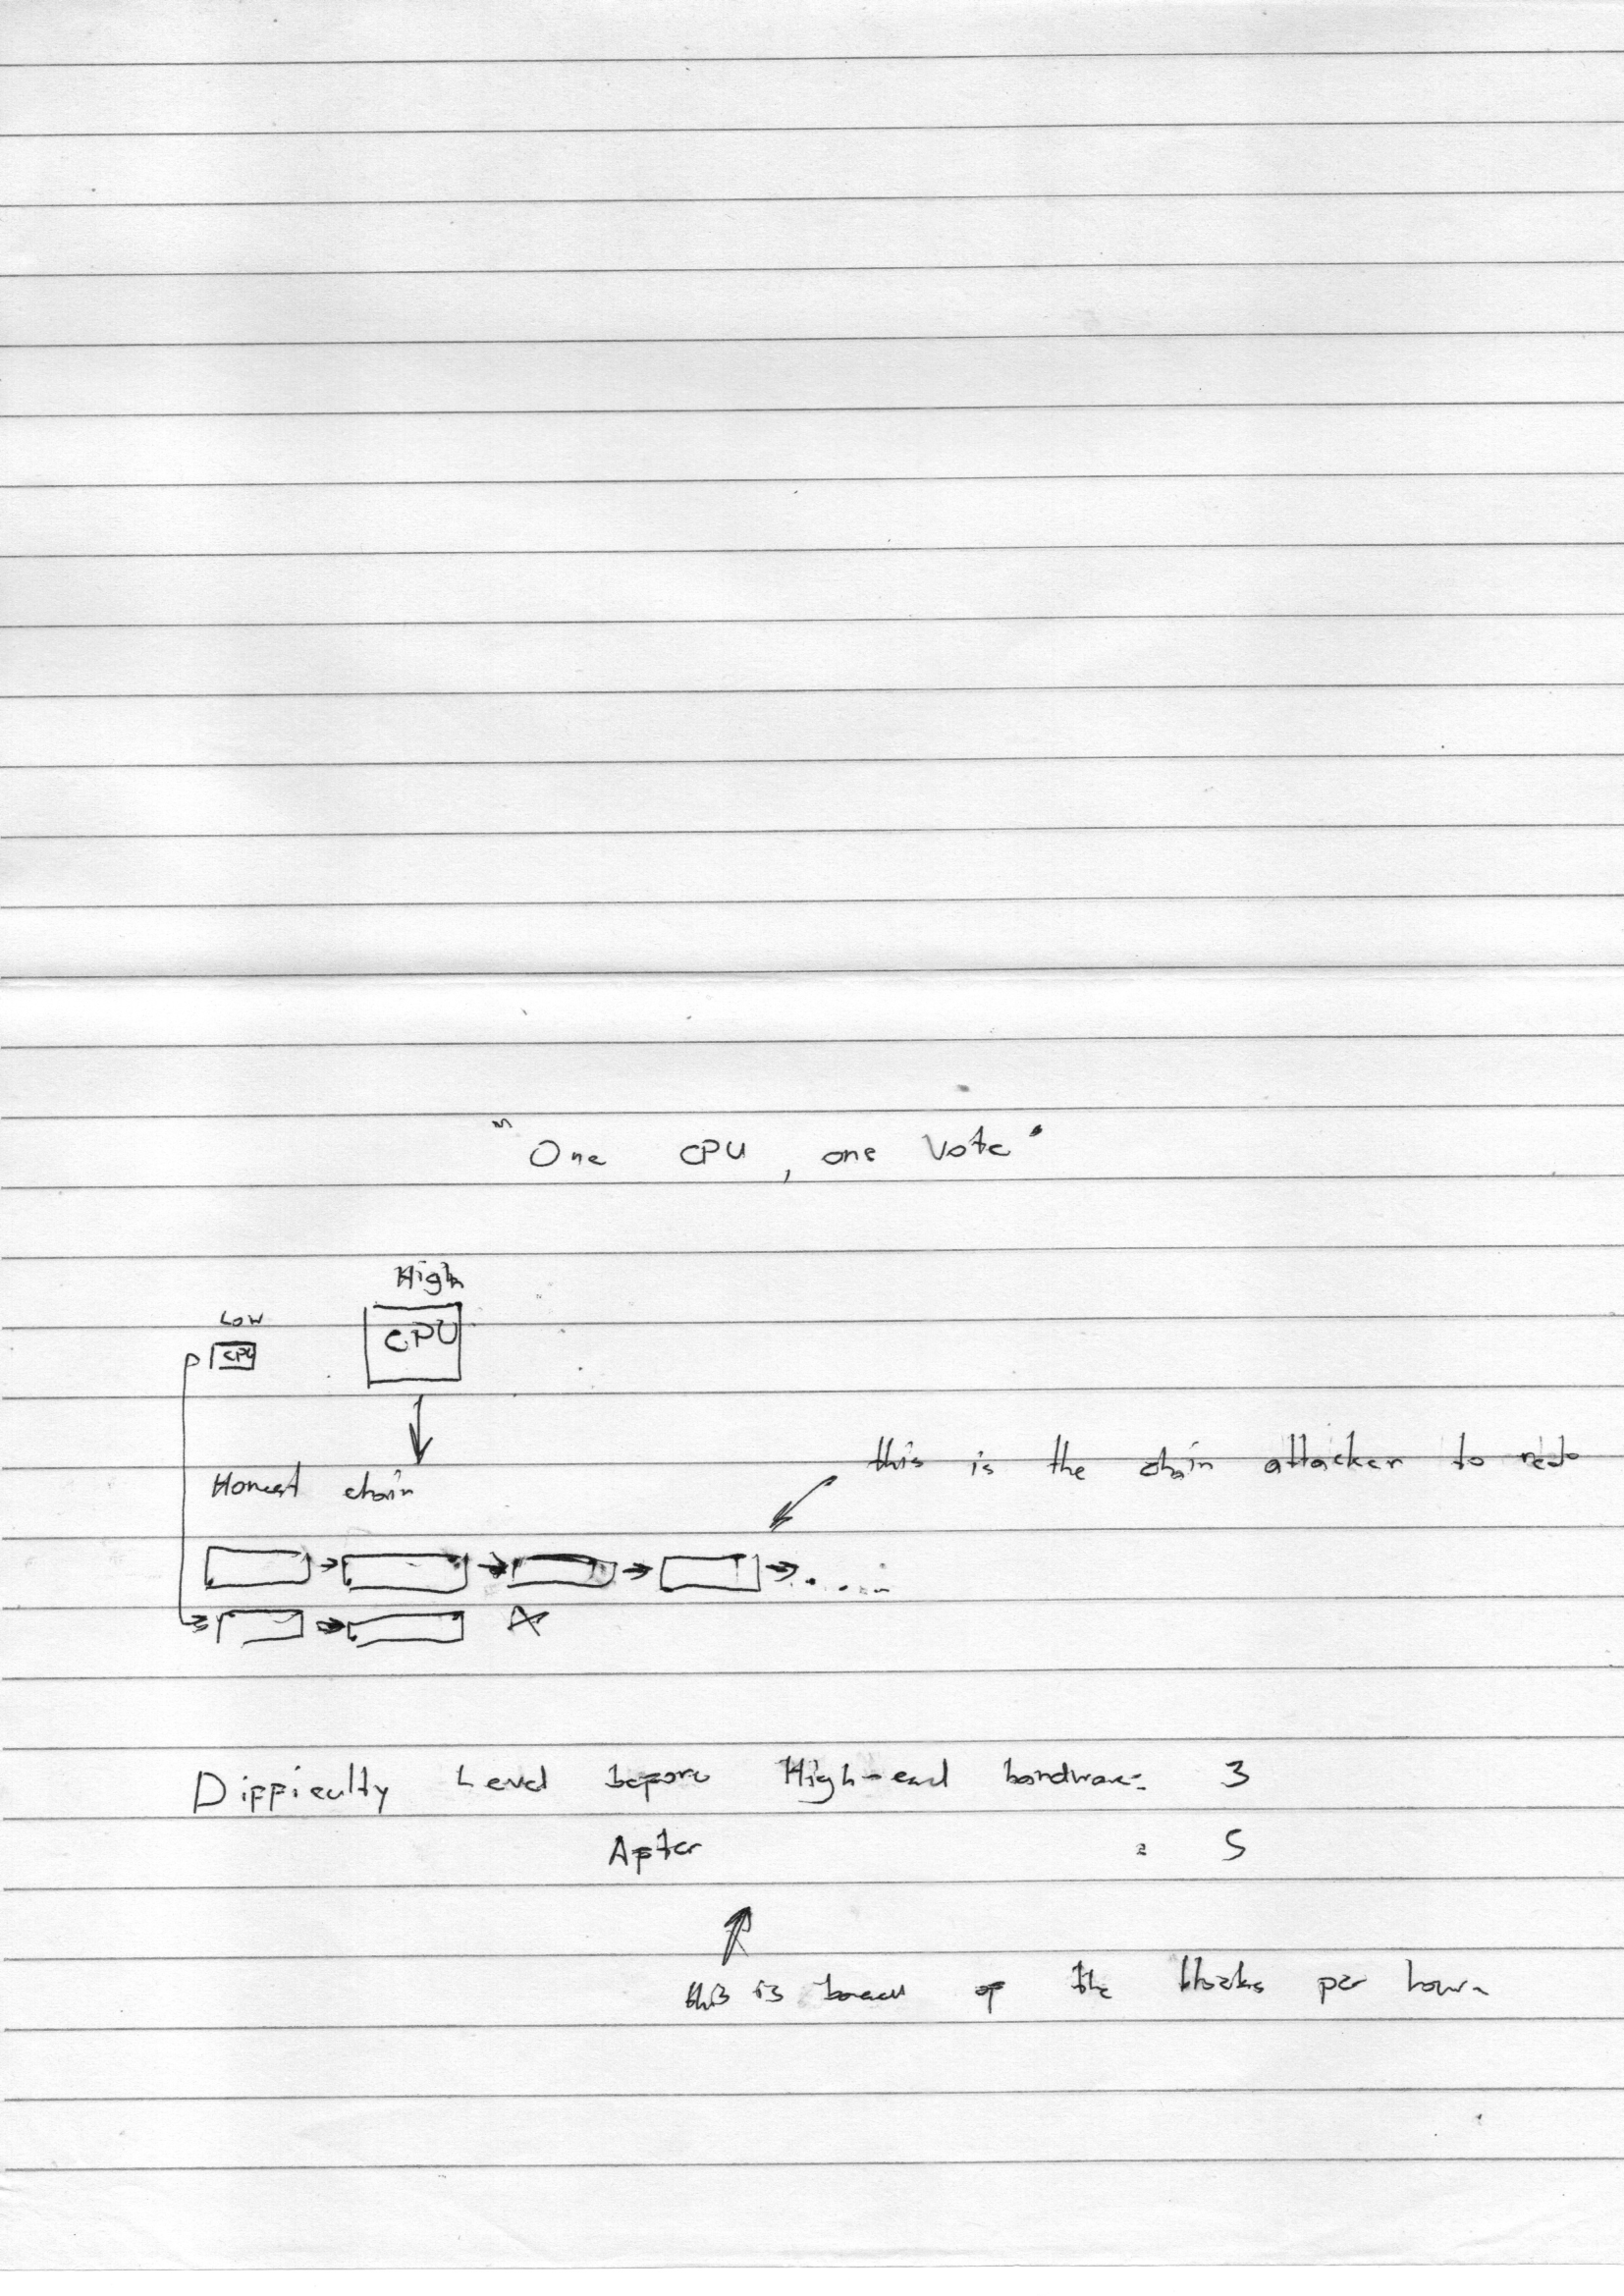 "One CPU, one Vote"
High
Low
CPU
CPU
this is the chain attacker to redo
Honest chain
Difficulty Level before High-end hardware: 3
After : 5
this is of the blocks per hour